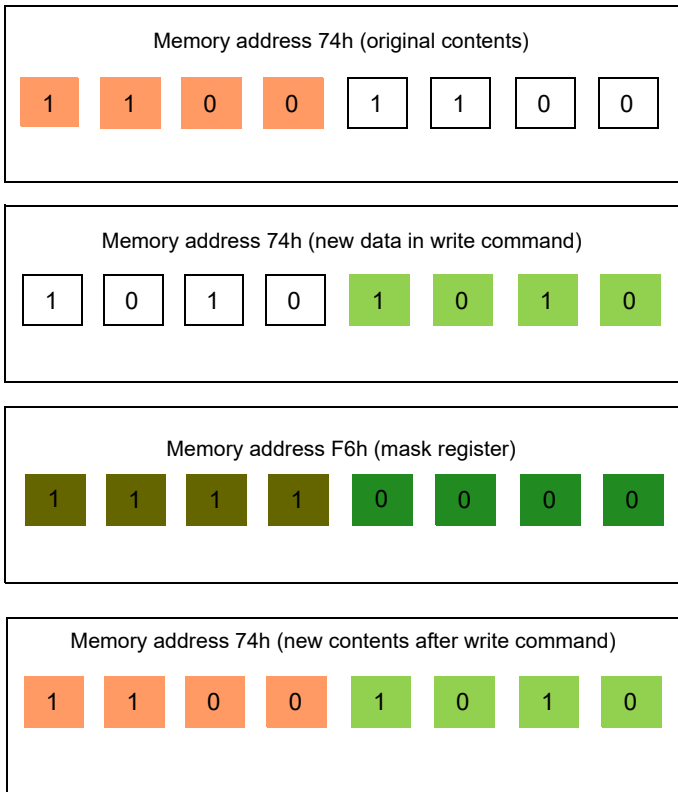 Memory address 74h (original contents)
1 1 0 0 1 1 0 0
Memory address 74h (new data in write command)
1 0 1 0 1 0 1 0
Memory address F6h (mask register)
1 1 1 1 0 0 0 0
Memory address 74h (new contents after write command)
1 1 0 0 1 0 1 0